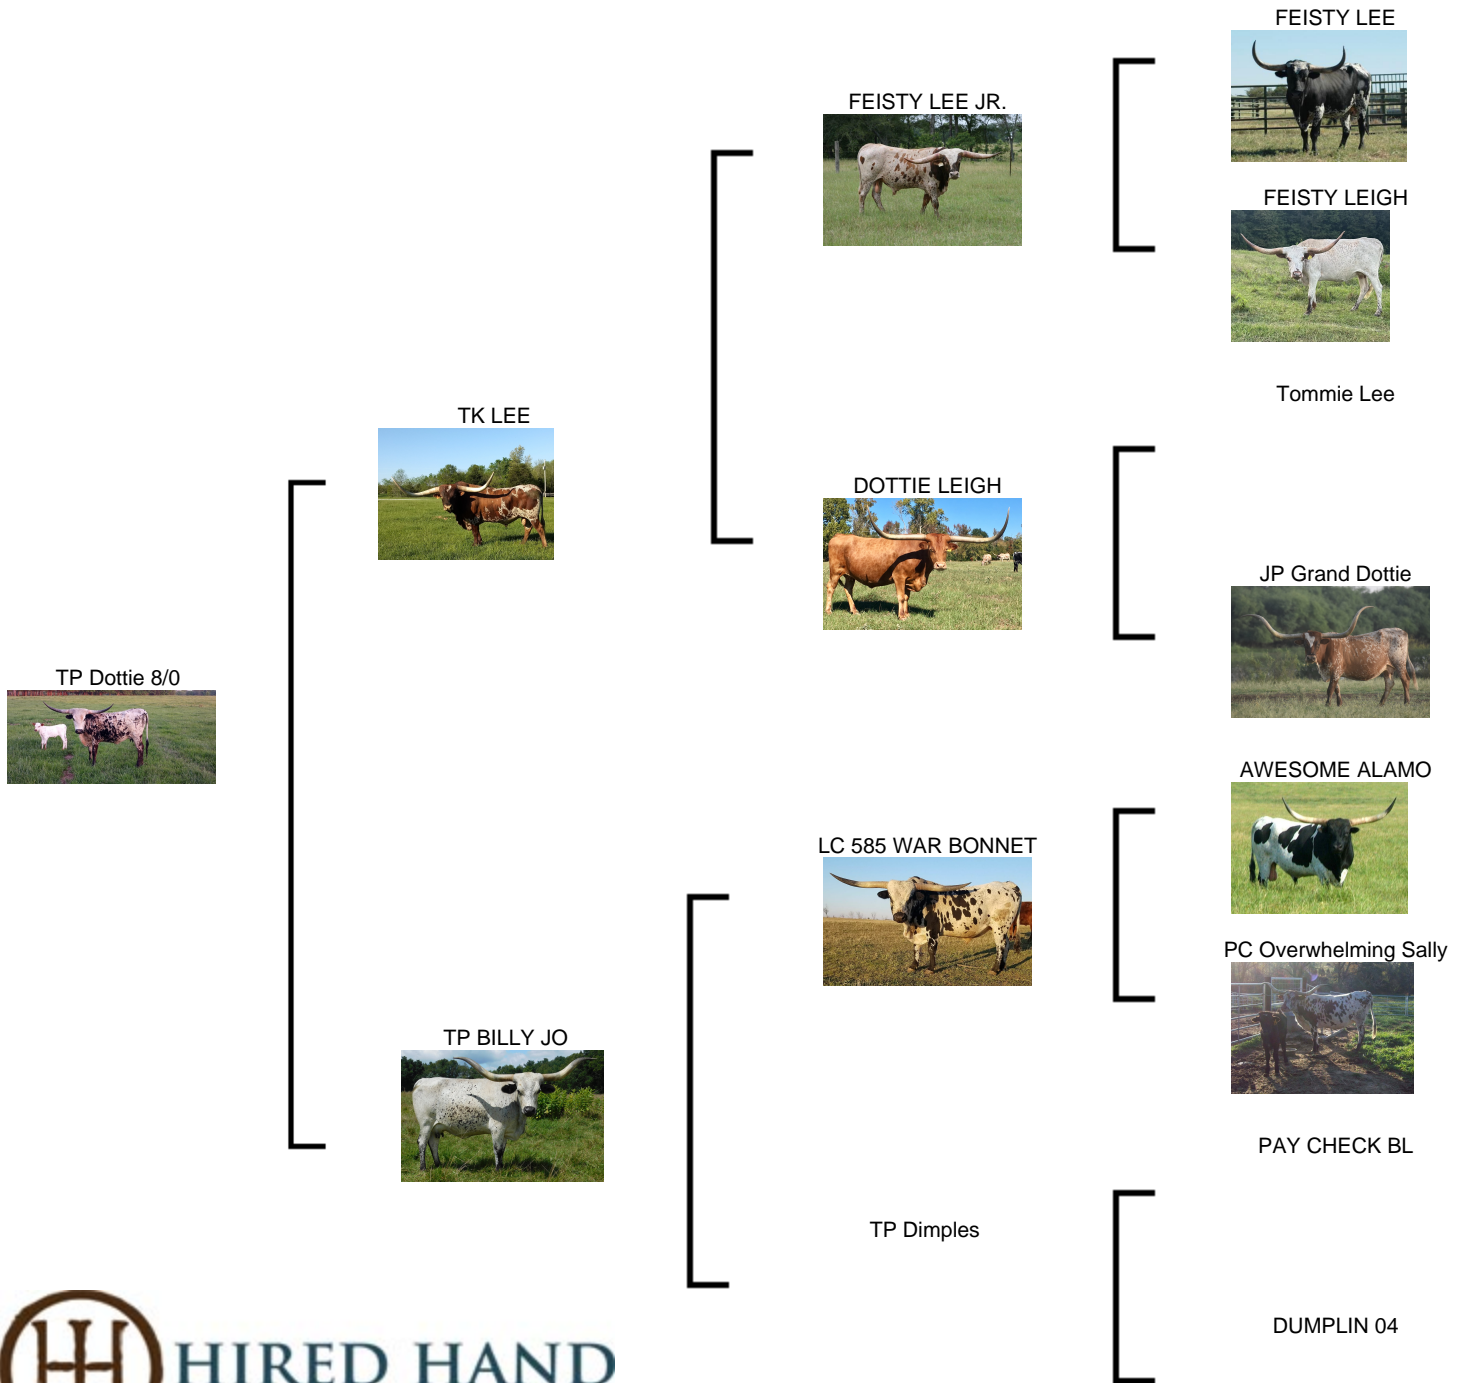 FEISTY LEE
FEISTY LEE JR.
FEISTY LEIGH
Tommie Lee
TK LEE
DOTTIE LEIGH
JP Grand Dottie
TP Dottie 8/0
AWESOME ALAMO
LC 585 WAR BONNET
PC Overwhelming Sally
TP BILLY JO
PAY CHECK BL
TP Dimples
DUMPLIN 04
HIRED HAND